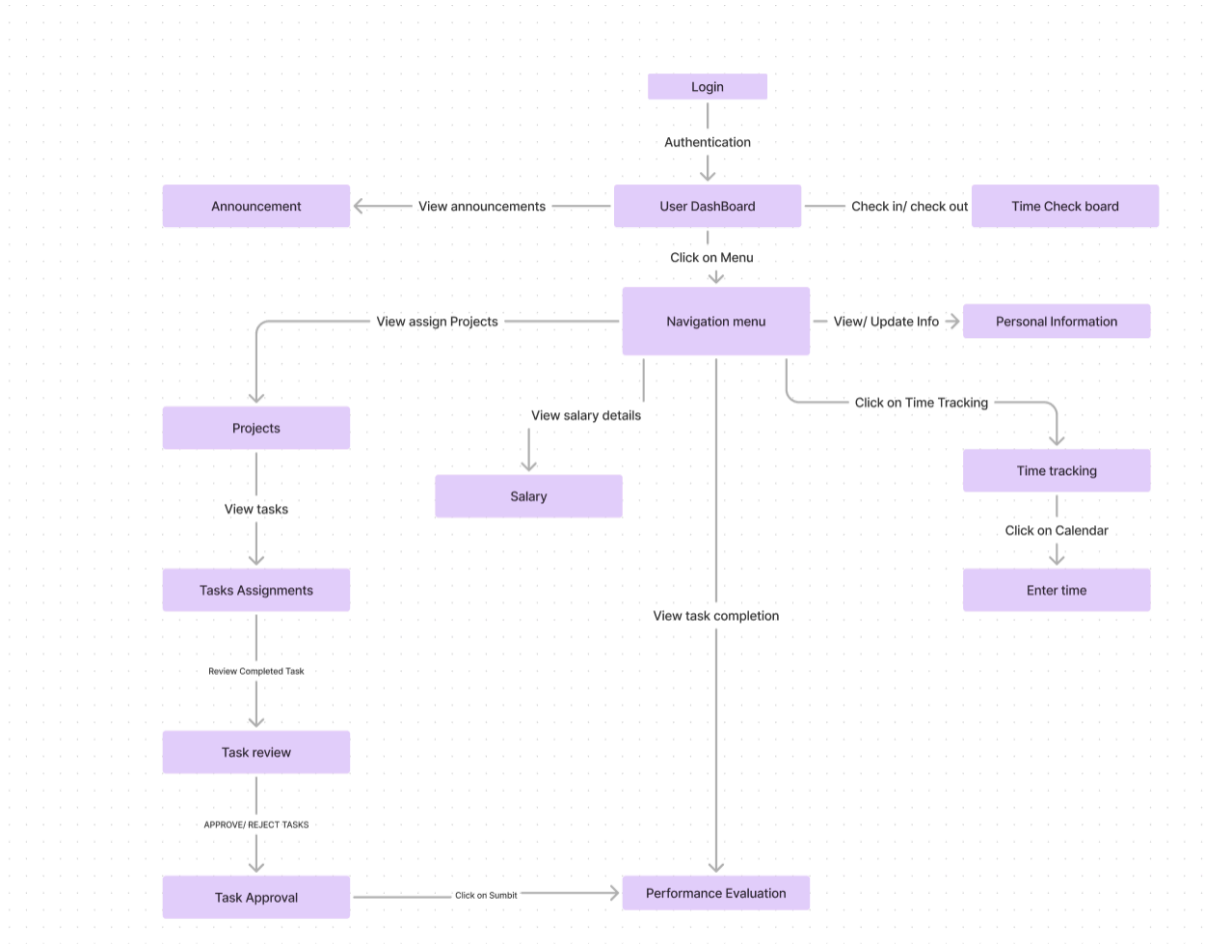 Login
Authentication
Announcement
View announcements
User DashBoard
Check in/ check out
Time Check board
Click on Menu
View assign Projects
Navigation menu
View/ Update Info
Personal Information
Click on Time Tracking
View salary details
Projects
Time tracking
Salary
View tasks
Click on Calendar
Tasks Assignments
Enter time
View task completion
Review Completed Task
Task review
APPROVE/ REJECT TASKS
Task Approval
Click on Sumbit
Performance Evaluation